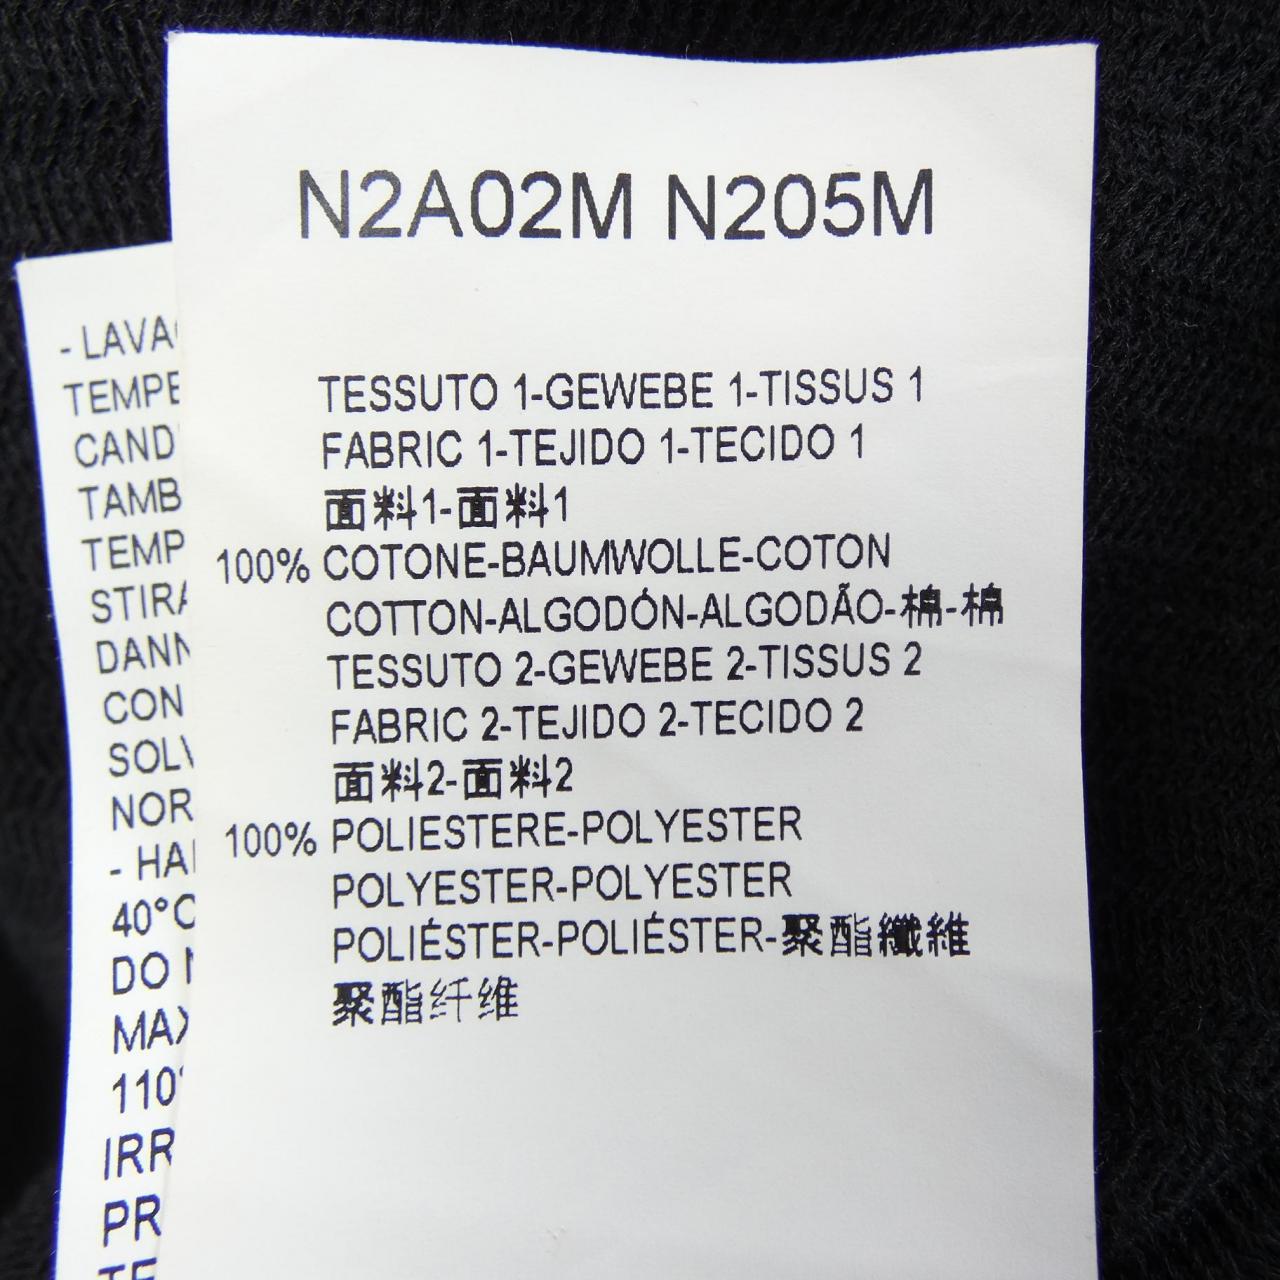 N2A02M N205M
TESSUTO 1-GEWEBE 1-TISSUS 1
FABRIC 1-TEJIDO 1-TECIDO 1
面料1-面料1
100% COTONE-BAUMWOLLE-COTON
COTTON-ALGODÓN-ALGODÃO-棉-棉
TESSUTO 2-GEWEBE 2-TISSUS 2
FABRIC 2-TEJIDO 2-TECIDO 2
面料2-面料2
100% POLIESTERE-POLYESTER
POLYESTER-POLYESTER
POLIÉSTER-POLIÉSTER-聚酯纖維
聚酯纤维
- LAVA
TEMPE
CAND
TAMB
TEMP
STIRA
DANN
CON
SOLV
NOR
- HA
40°C
DO
MAX
110°
IRR
PR
TE